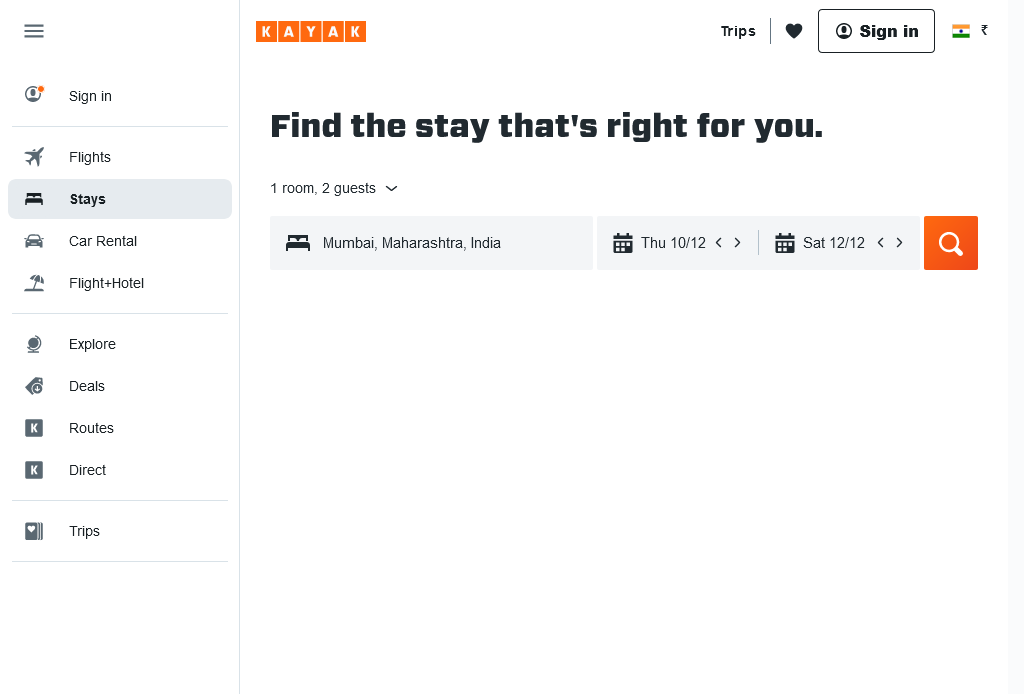 KAYAK
Trips
Sign in
₹
Sign in
Flights
Stays
Car Rental
Flight+Hotel
Explore
Deals
K Routes
K Direct
Trips
Find the stay that's right for you.
1 room, 2 guests
Mumbai, Maharashtra, India
Thu 10/12
Sat 12/12